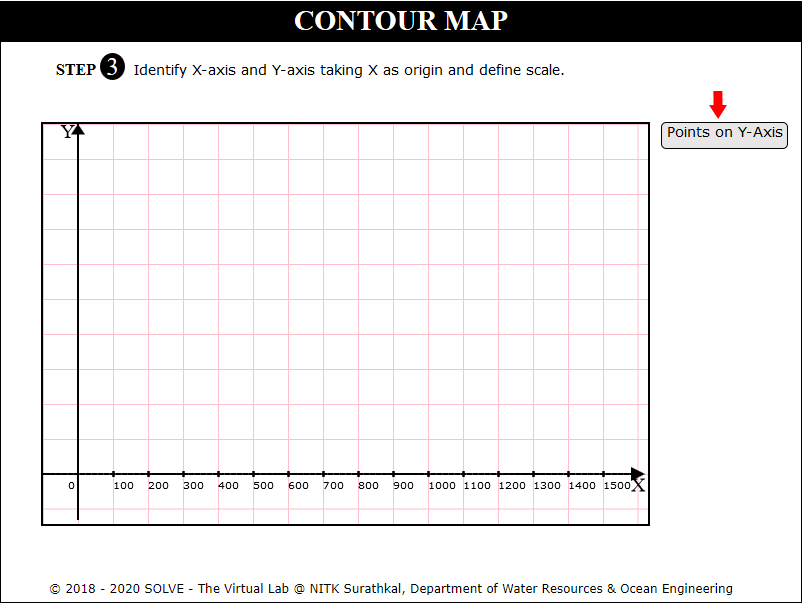 CONTOUR MAP
STEP 3 Identify X-axis and Y-axis taking X as origin and define scale.
Points on Y-Axis
Y
0 100 200 300 400 500 600 700 800 900 1000 1100 1200 1300 1400 1500 X
© 2018 - 2020 SOLVE - The Virtual Lab @ NITK Surathkal, Department of Water Resources & Ocean Engineering